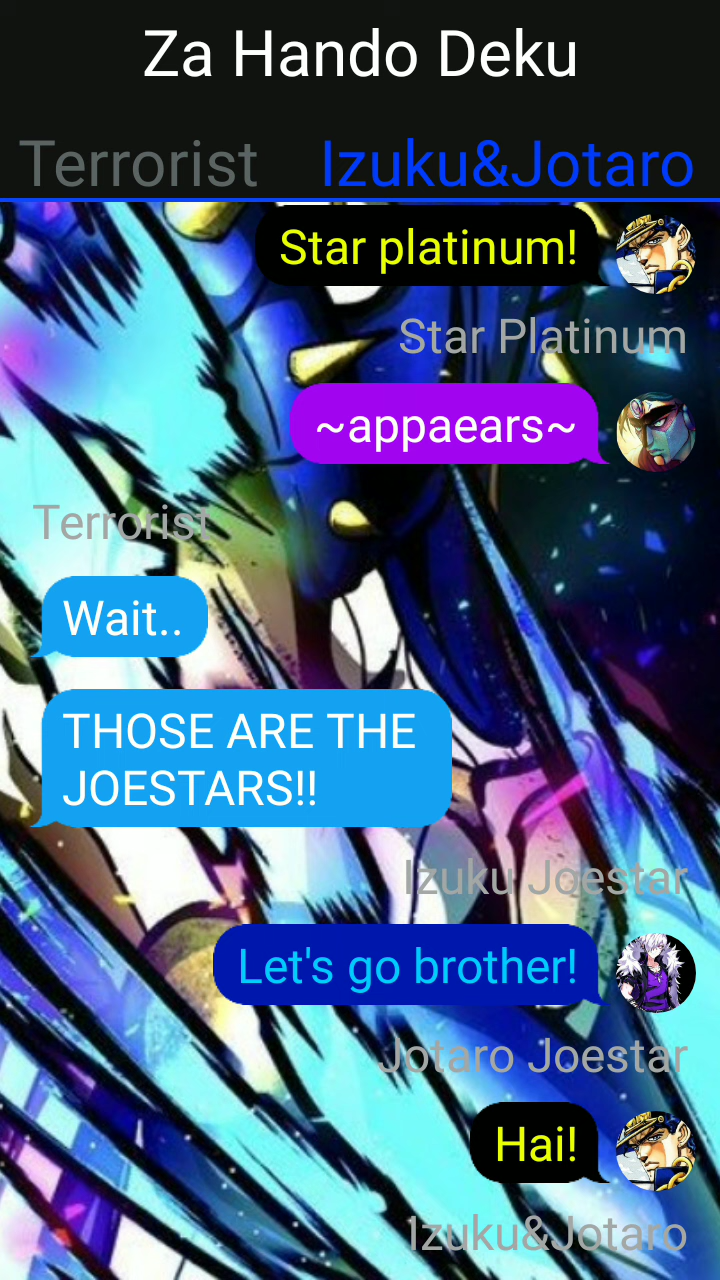 Za Hando Deku
Terrorist Izuku&Jotaro
Star platinum!
Star Platinum
~appaears~
Terrorist
Wait..
THOSE ARE THE
JOESTARS!!
Izuku Joestar
Let's go brother!
Jotaro Joestar
Hai!
Izuku&Jotaro